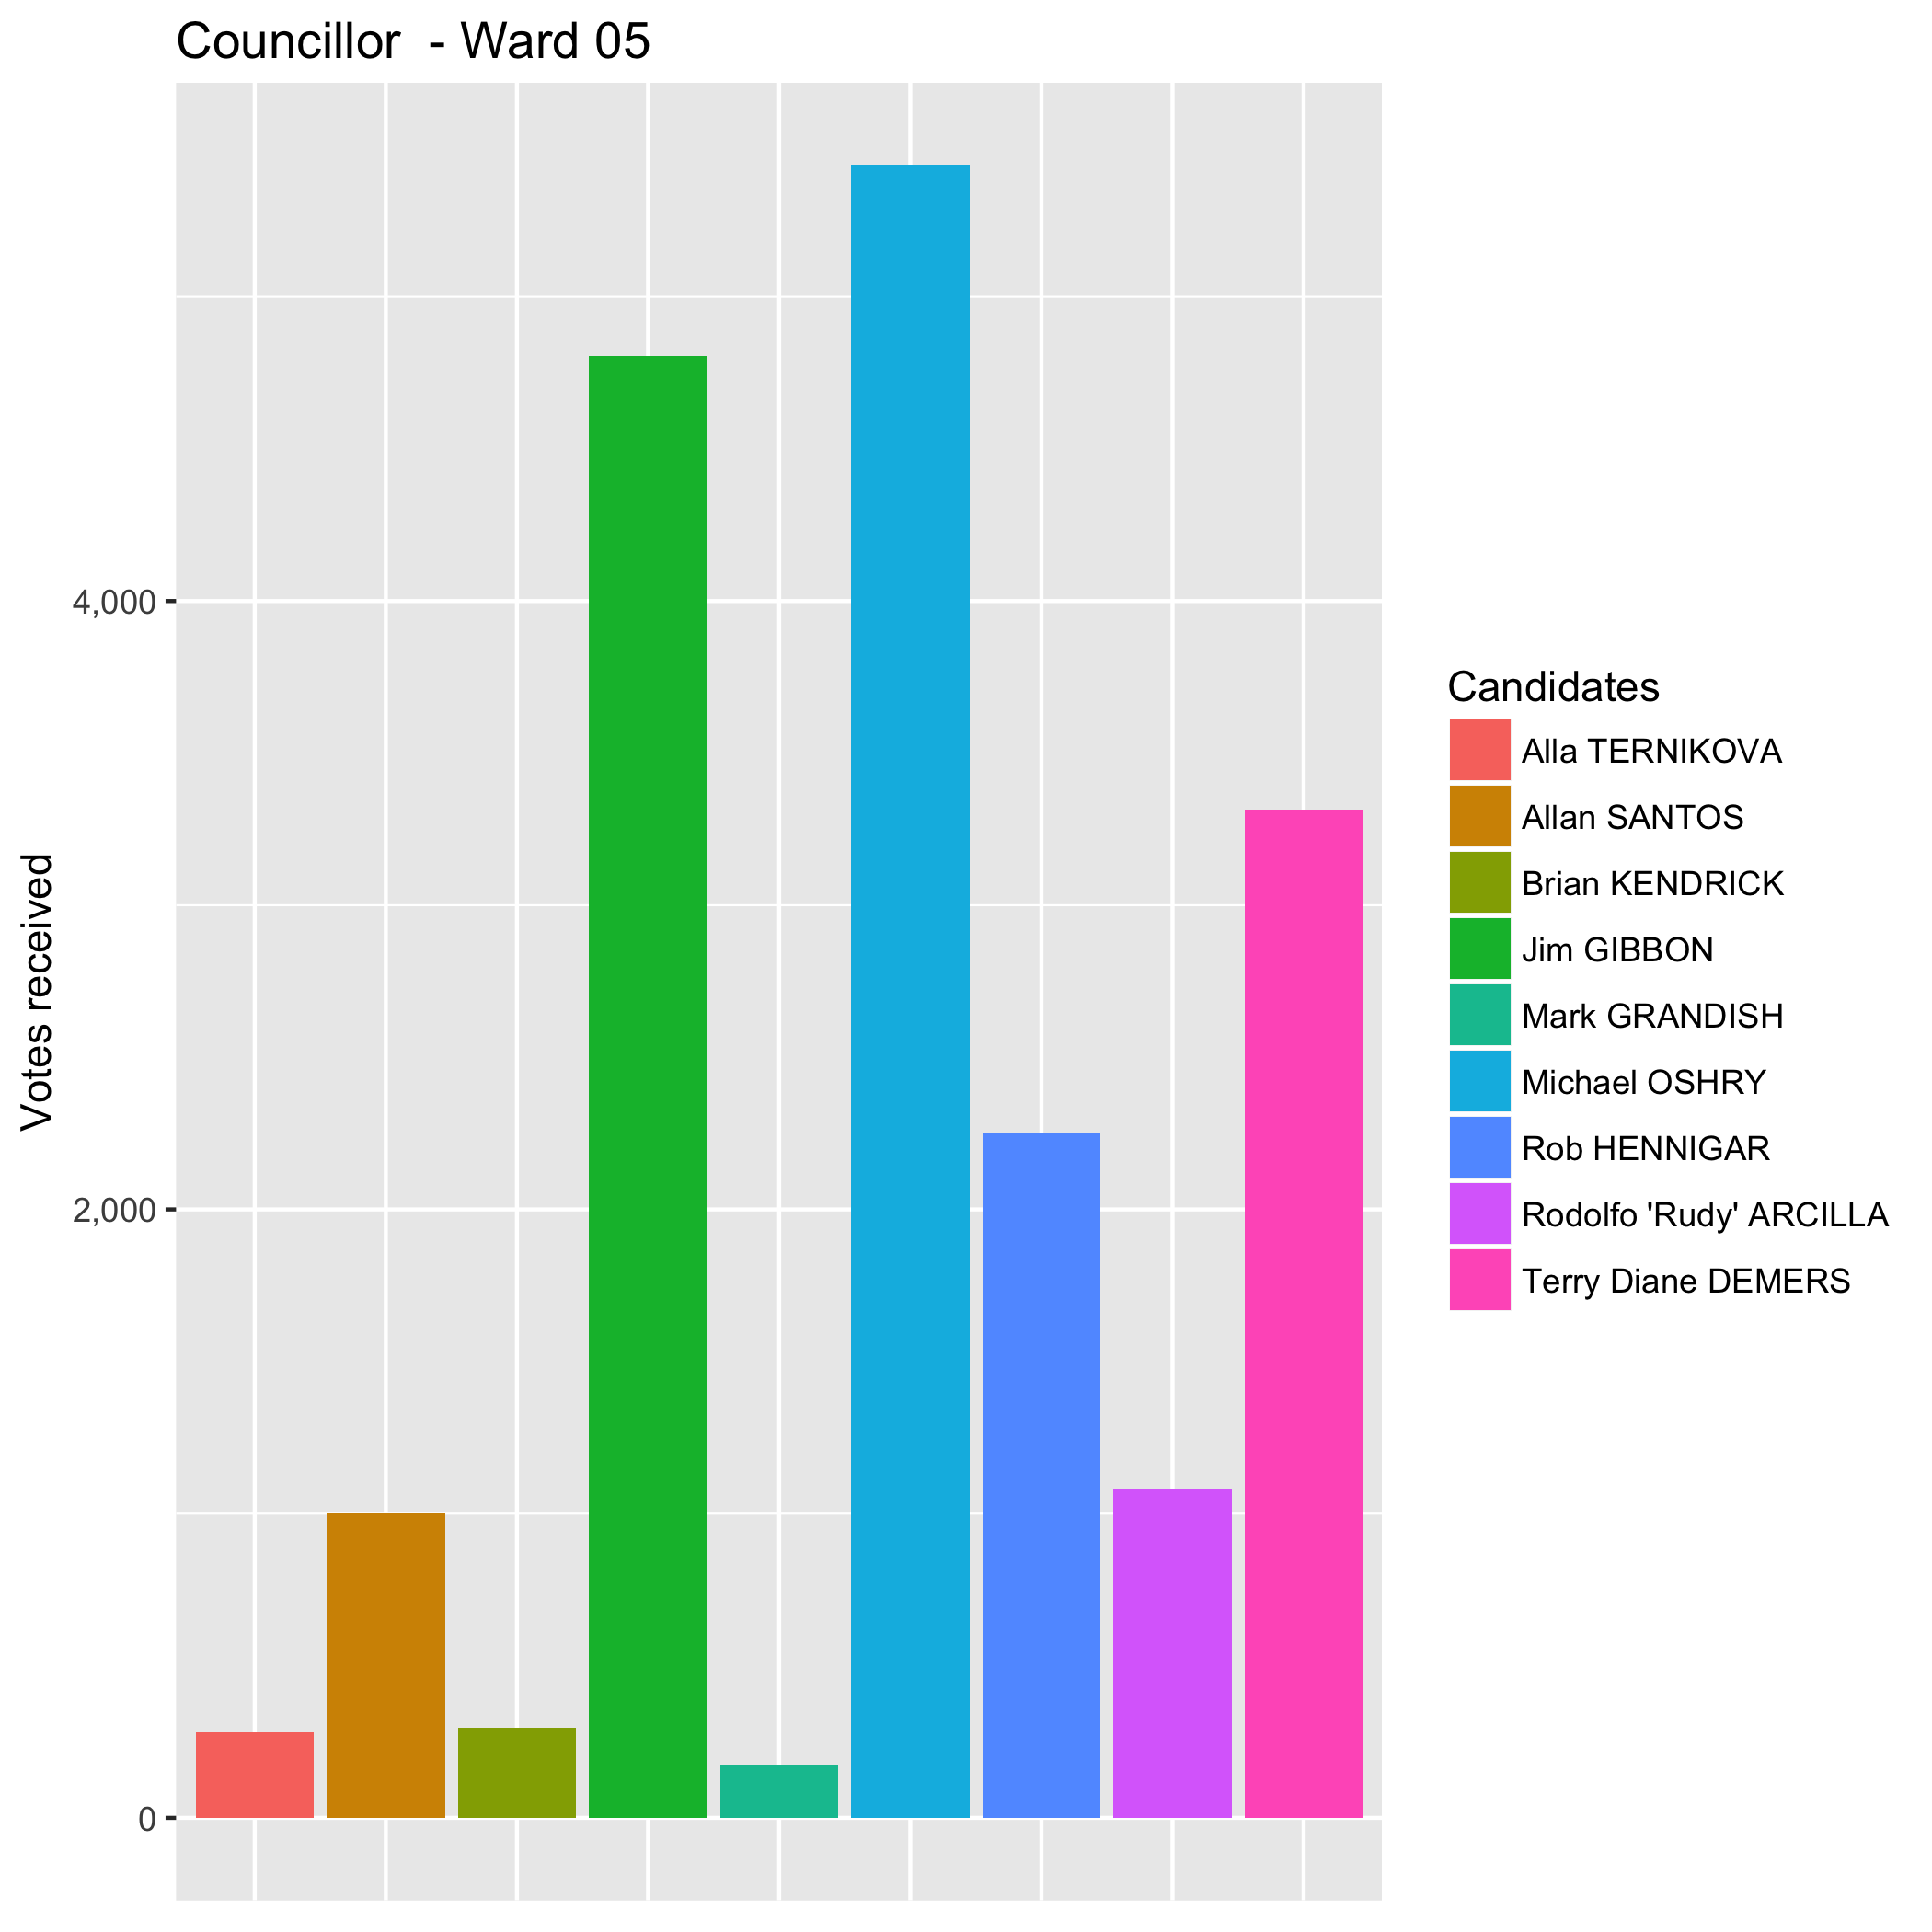 Councillor  - Ward 05
Votes received
4,000
2,000
0
Candidates
Alla TERNIKOVA
Allan SANTOS
Brian KENDRICK
Jim GIBBON
Mark GRANDISH
Michael OSHRY
Rob HENNIGAR
Rodolfo 'Rudy' ARCILLA
Terry Diane DEMERS